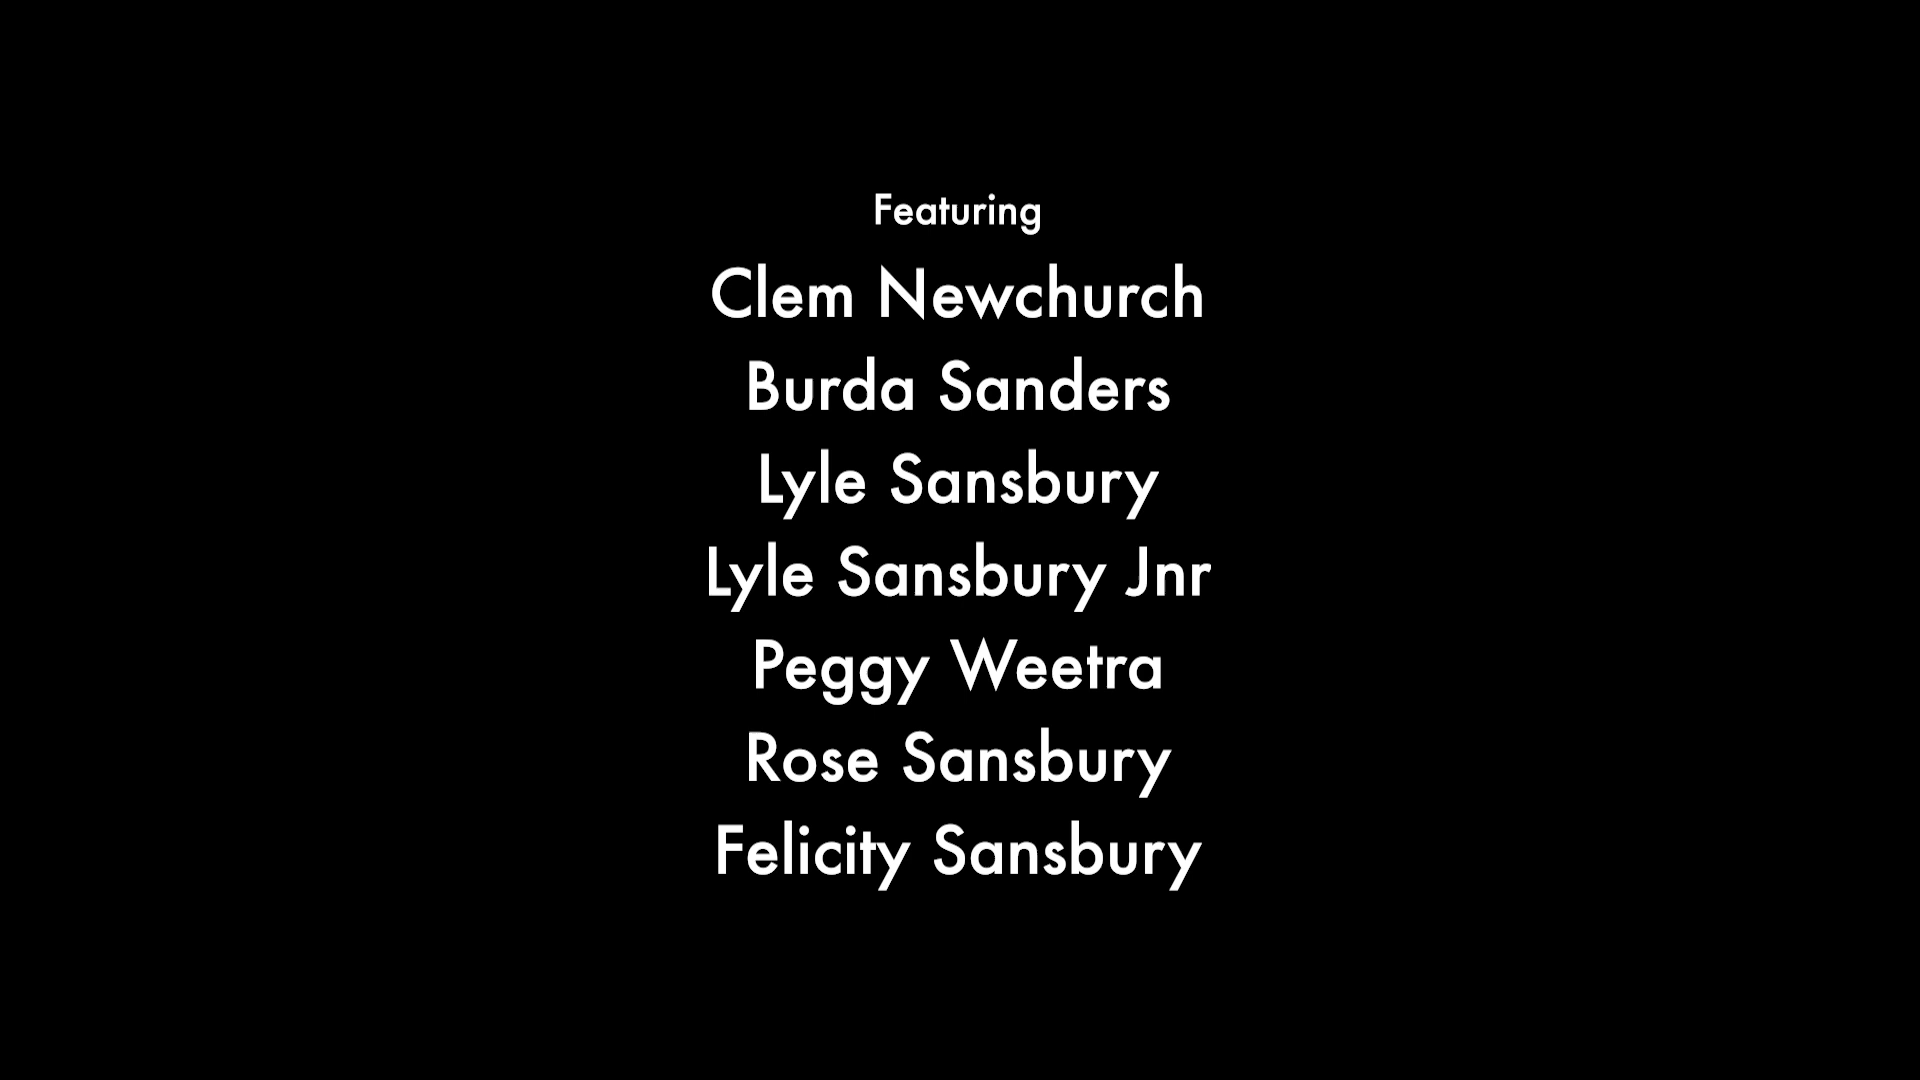 Featuring
Clem Newchurch
Burda Sanders
Lyle Sansbury
Lyle Sansbury Jnr
Peggy Weetra
Rose Sansbury
Felicity Sansbury